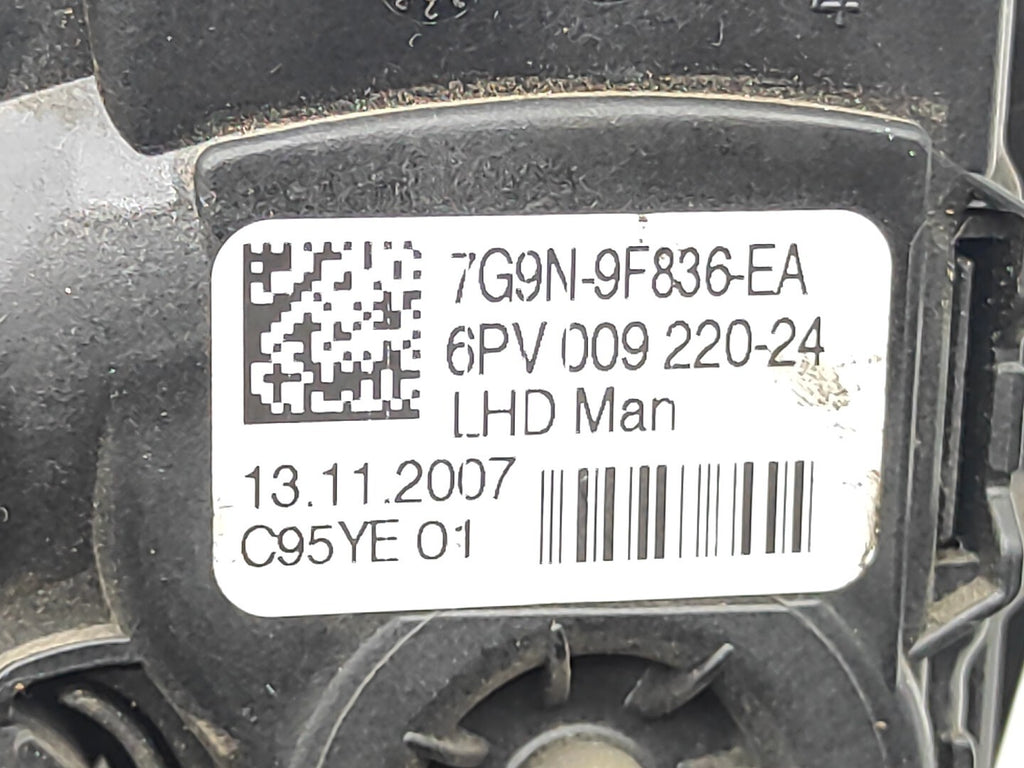 7G9N-9F836-EA
6PV 009 220-24
LHD Man
13.11.2007
C95YE 01